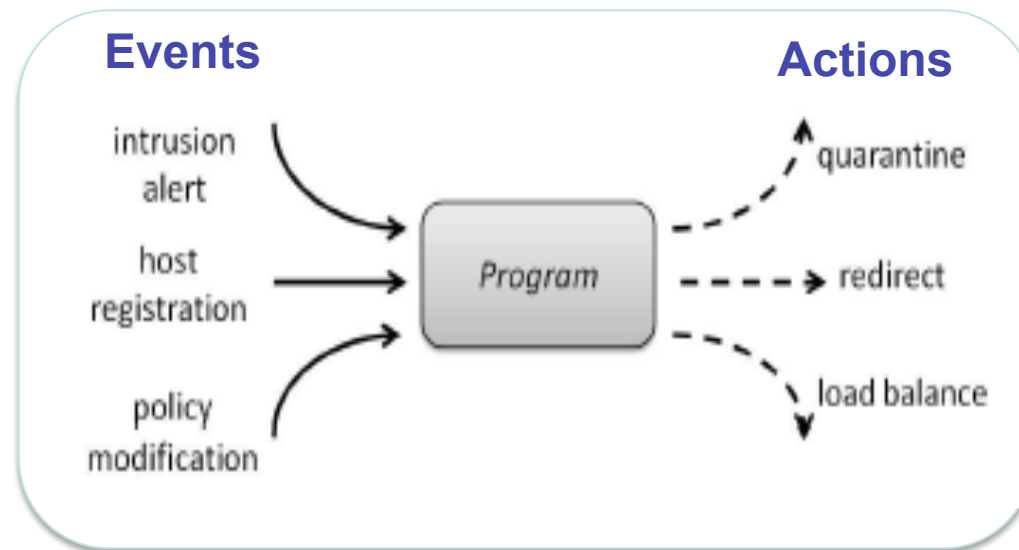 Events
Actions
intrusion
alert
quarantine
host
registration
Program
redirect
policy
modification
load balance